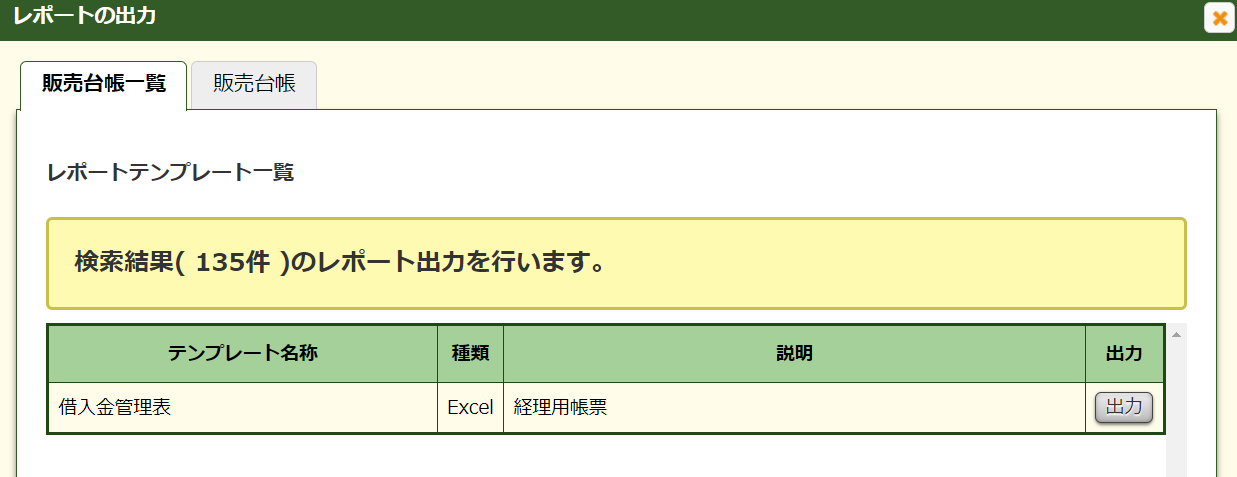 レポートの出力
販売台帳一覧 販売台帳
レポートテンプレート一覧
検索結果( 135件 )のレポート出力を行います。
テンプレート名称 種類 説明 出力
借入金管理表 Excel 経理用帳票 出力